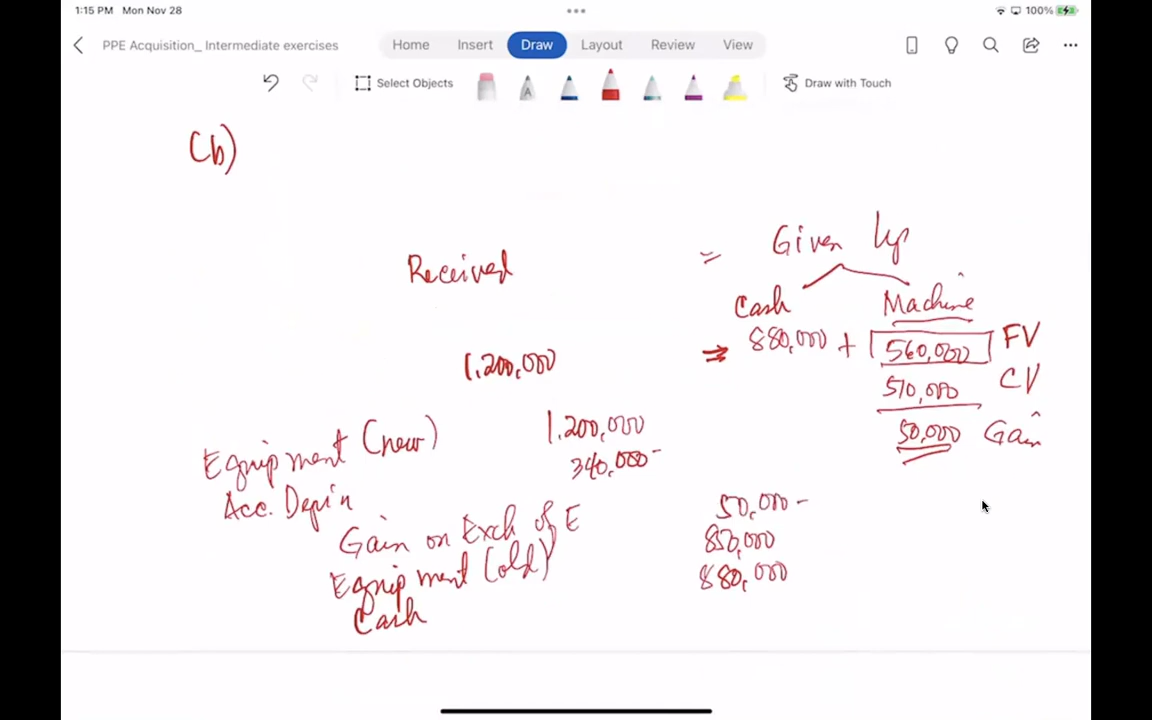 1:15 PM Mon Nov 28
100%
PPE Acquisition_ Intermediate exercises
Home Insert Draw Layout Review View
Select Objects
Draw with Touch
(b)
Received = Given Up
Cash Machine
1,200,000 ⇒ 880,000 + 560,000 FV
510,000 CV
50,000 Gain
Equipment (new) 1,200,000
Acc. Dep'n 340,000-
Gain on Exch of E 50,000-
Equipment (old) 850,000
Cash 880,000